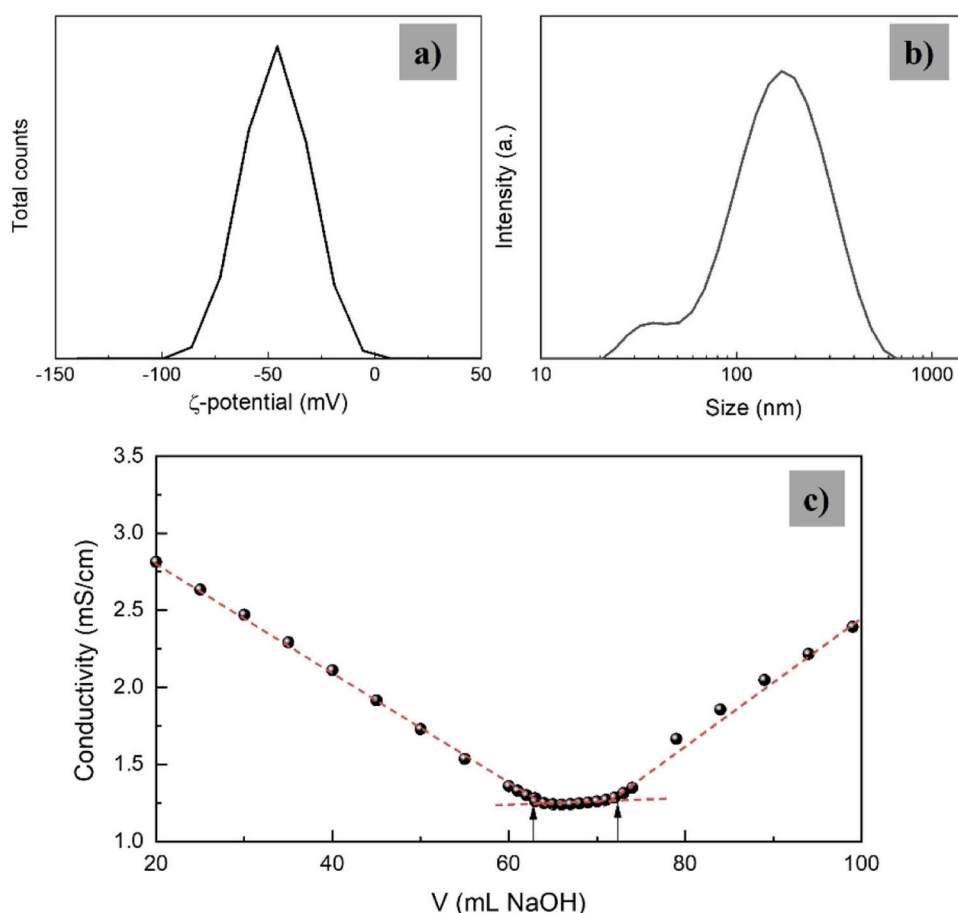 a)
Total counts
-150 -100 -50 0 50
ζ-potential (mV)
b)
Intensity (a.)
10 100 1000
Size (nm)
c)
Conductivity (mS/cm)
3.5
3.0
2.5
2.0
1.5
1.0
20 40 60 80 100
V (mL NaOH)